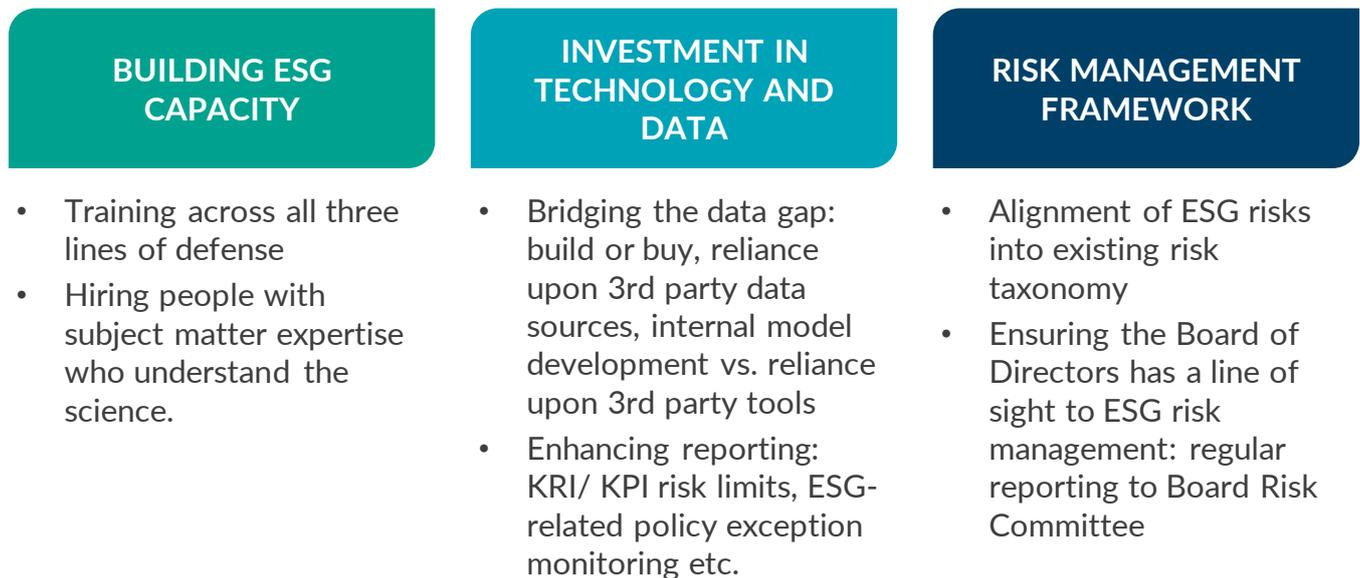 BUILDING ESG
CAPACITY
• Training across all three
lines of defense
• Hiring people with
subject matter expertise
who understand the
science.
INVESTMENT IN
TECHNOLOGY AND
DATA
• Bridging the data gap:
build or buy, reliance
upon 3rd party data
sources, internal model
development vs. reliance
upon 3rd party tools
• Enhancing reporting:
KRI/ KPI risk limits, ESG-
related policy exception
monitoring etc.
RISK MANAGEMENT
FRAMEWORK
• Alignment of ESG risks
into existing risk
taxonomy
• Ensuring the Board of
Directors has a line of
sight to ESG risk
management: regular
reporting to Board Risk
Committee